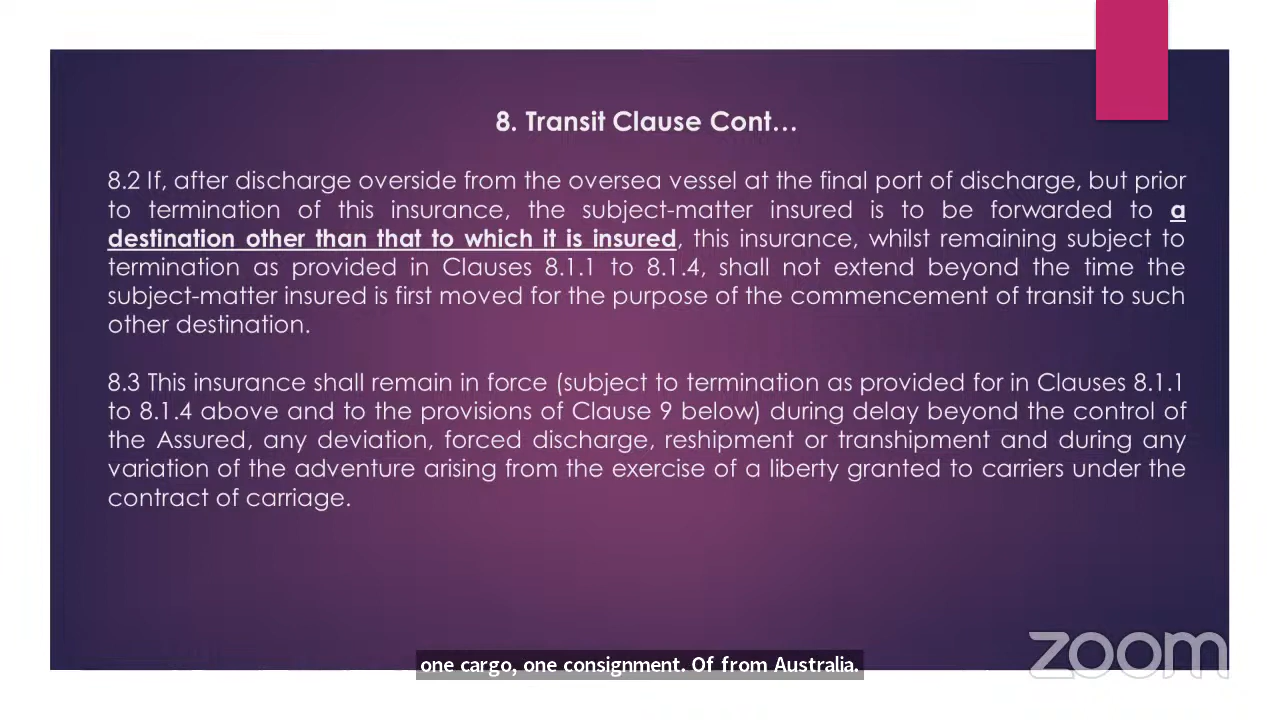 8. Transit Clause Cont...
8.2 If, after discharge overside from the oversea vessel at the final port of discharge, but prior
to termination of this insurance, the subject-matter insured is to be forwarded to a
destination other than that to which it is insured, this insurance, whilst remaining subject to
termination as provided in Clauses 8.1.1 to 8.1.4, shall not extend beyond the time the
subject-matter insured is first moved for the purpose of the commencement of transit to such
other destination.
8.3 This insurance shall remain in force (subject to termination as provided for in Clauses 8.1.1
to 8.1.4 above and to the provisions of Clause 9 below) during delay beyond the control of
the Assured, any deviation, forced discharge, reshipment or transhipment and during any
variation of the adventure arising from the exercise of a liberty granted to carriers under the
contract of carriage.
zoom
one cargo, one consignment. Of from Australia.